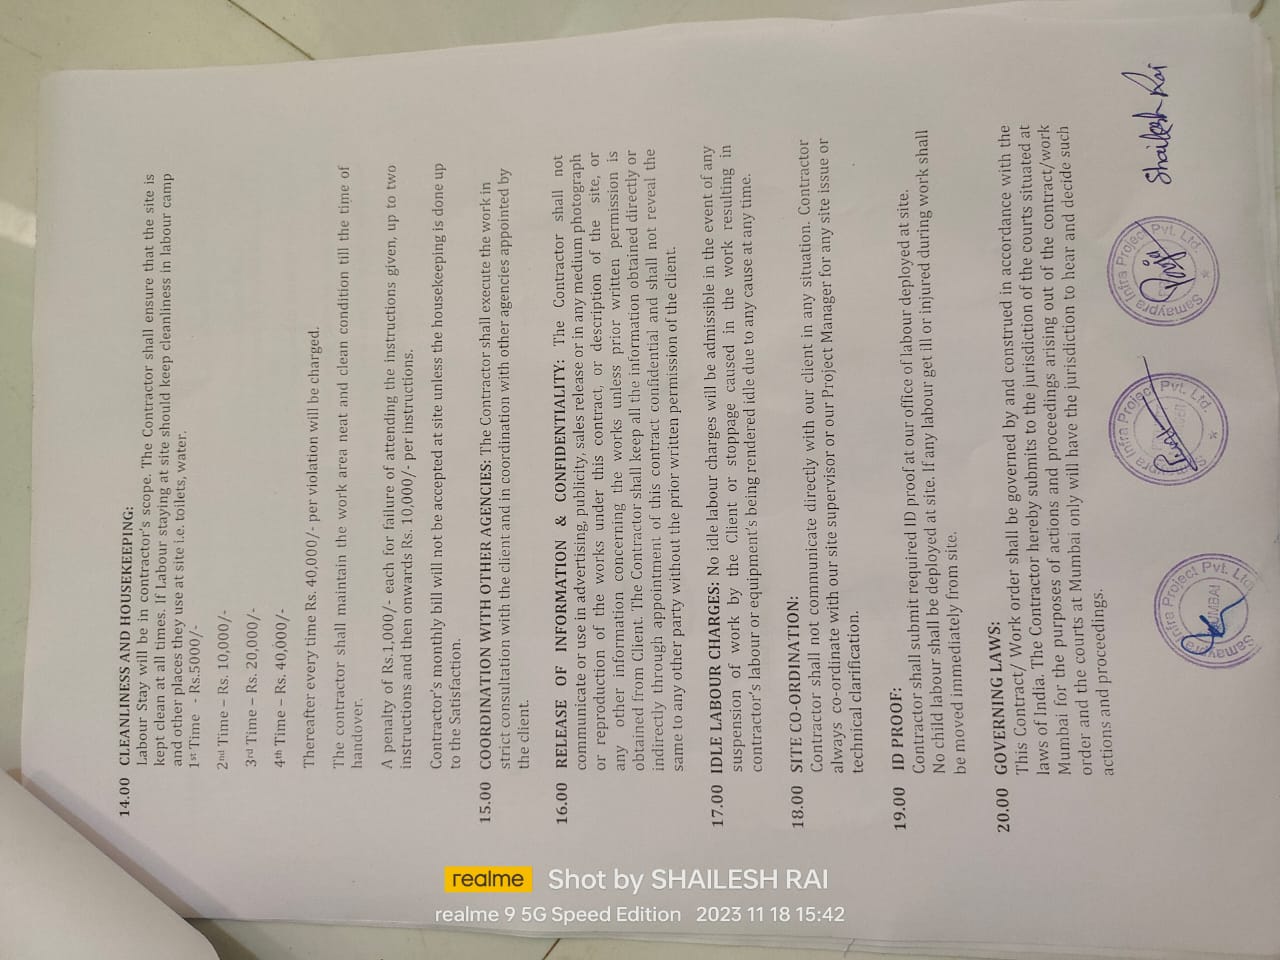 14.00 CLEANLINESS AND HOUSEKEEPING:
Labour Stay will be in contractor's scope. The Contractor shall ensure that the site is
kept clean at all times. If Labour staying at site should keep cleanliness in labour camp
and other places they use at site i.e. toilets, water.
1st Time - Rs.5000/-
2nd Time – Rs. 10,000/-
3rd Time – Rs. 20,000/-
4th Time – Rs. 40,000/-
Thereafter every time Rs. 40,000/- per violation will be charged.
The contractor shall maintain the work area neat and clean condition till the time of
handover.
A penalty of Rs.1,000/- each for failure of attending the instructions given, up to two
instructions and then onwards Rs. 10,000/- per instructions.
Contractor's monthly bill will not be accepted at site unless the housekeeping is done up
to the Satisfaction.
15.00 COORDINATION WITH OTHER AGENCIES: The Contractor shall execute the work in
strict consultation with the client and in coordination with other agencies appointed by
the client.
16.00 RELEASE OF INFORMATION & CONFIDENTIALITY: The Contractor shall not
communicate or use in advertising, publicity, sales release or in any medium photograph
or reproduction of the works under this contract, or description of the site, or
any other information concerning the works unless prior written permission is
obtained from Client. The Contractor shall keep all the information obtained directly or
indirectly through appointment of this contract confidential and shall not reveal the
same to any other party without the prior written permission of the client.
17.00 IDLE LABOUR CHARGES: No idle labour charges will be admissible in the event of any
suspension of work by the Client or stoppage caused in the work resulting in
contractor's labour or equipment's being rendered idle due to any cause at any time.
18.00 SITE CO-ORDINATION:
Contractor shall not communicate directly with our client in any situation. Contractor
always co-ordinate with our site supervisor or our Project Manager for any site issue or
technical clarification.
19.00 ID PROOF:
Contractor shall submit required ID proof at our office of labour deployed at site.
No child labour shall be deployed at site. If any labour get ill or injured during work shall
be moved immediately from site.
20.00 GOVERNING LAWS:
This Contract/ Work order shall be governed by and construed in accordance with the
laws of India. The Contractor hereby submits to the jurisdiction of the courts situated at
Mumbai for the purposes of actions and proceedings arising out of the contract/work
order and the courts at Mumbai only will have the jurisdiction to hear and decide such
actions and proceedings.
Samaypra Infra Project Pvt. Ltd.
MUMBAI
Infra Project Pvt. Ltd.
Samaypra Infra Project Pvt. Ltd.
Pooja
Shailesh Rai
realme Shot by SHAILESH RAI
realme 9 5G Speed Edition 2023 11 18 15:42